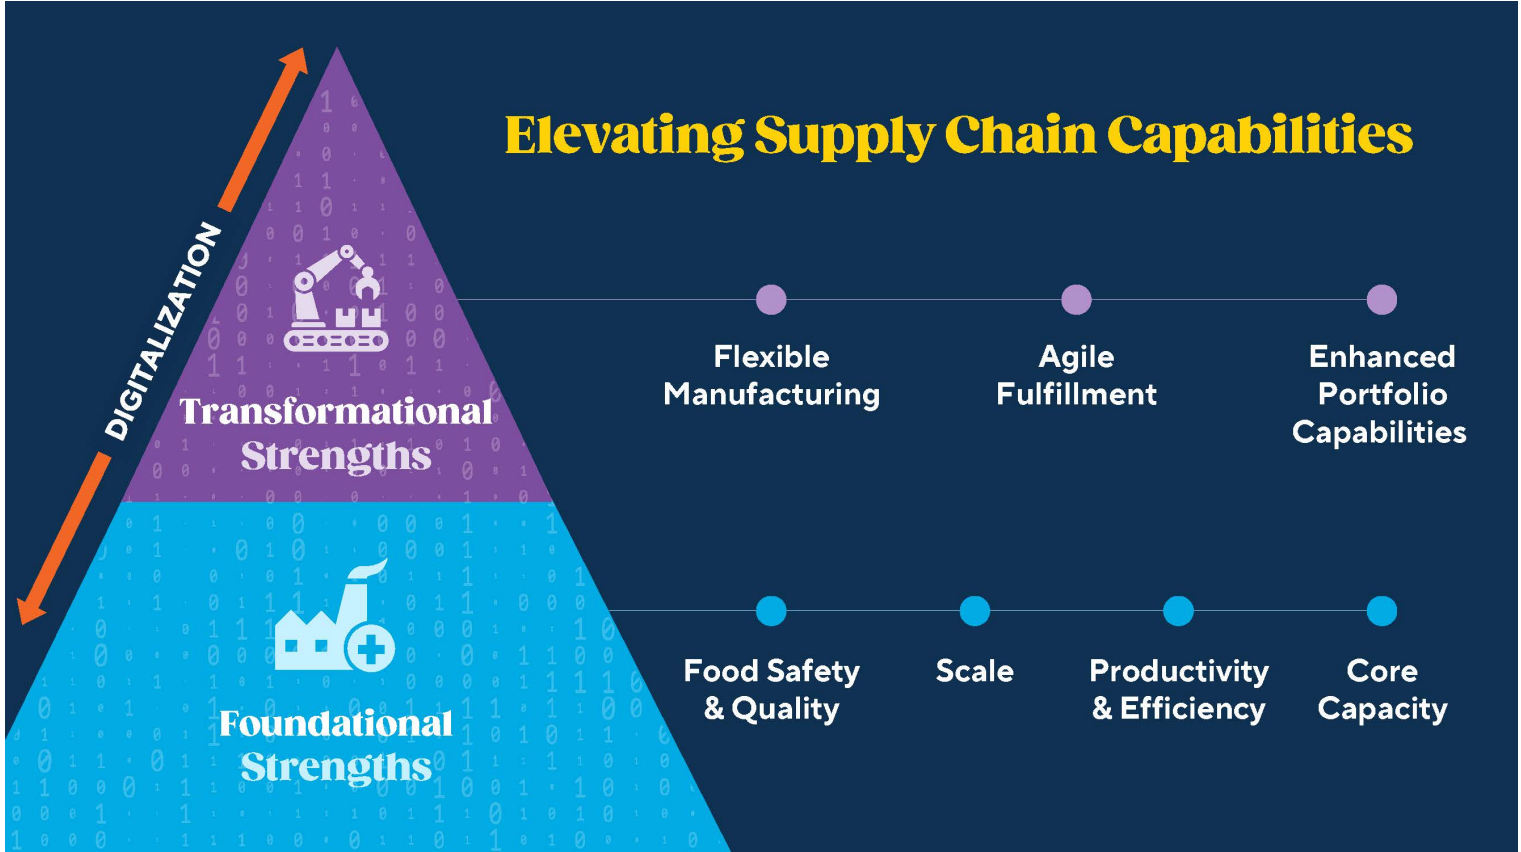 Elevating Supply Chain Capabilities
DIGITALIZATION
Transformational
Strengths
Flexible
Manufacturing
Agile
Fulfillment
Enhanced
Portfolio
Capabilities
Foundational
Strengths
Food Safety
& Quality
Scale
Productivity
& Efficiency
Core
Capacity